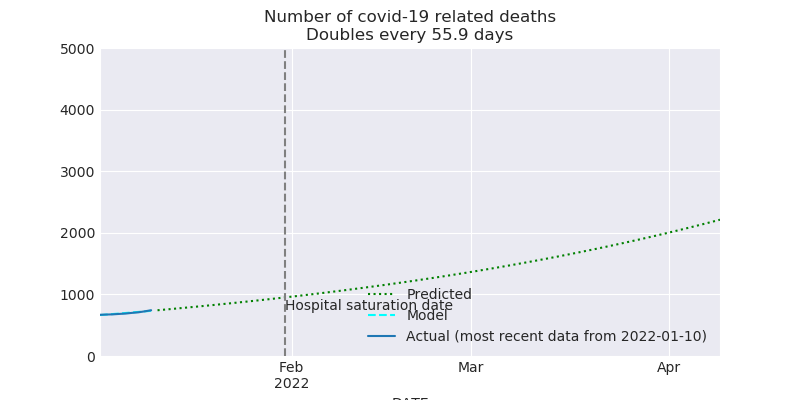 Number of covid-19 related deaths
Doubles every 55.9 days
5000
4000
3000
2000
1000
0
Hospital saturation date
Predicted
Model
Actual (most recent data from 2022-01-10)
Feb
2022
Mar
Apr
DATE